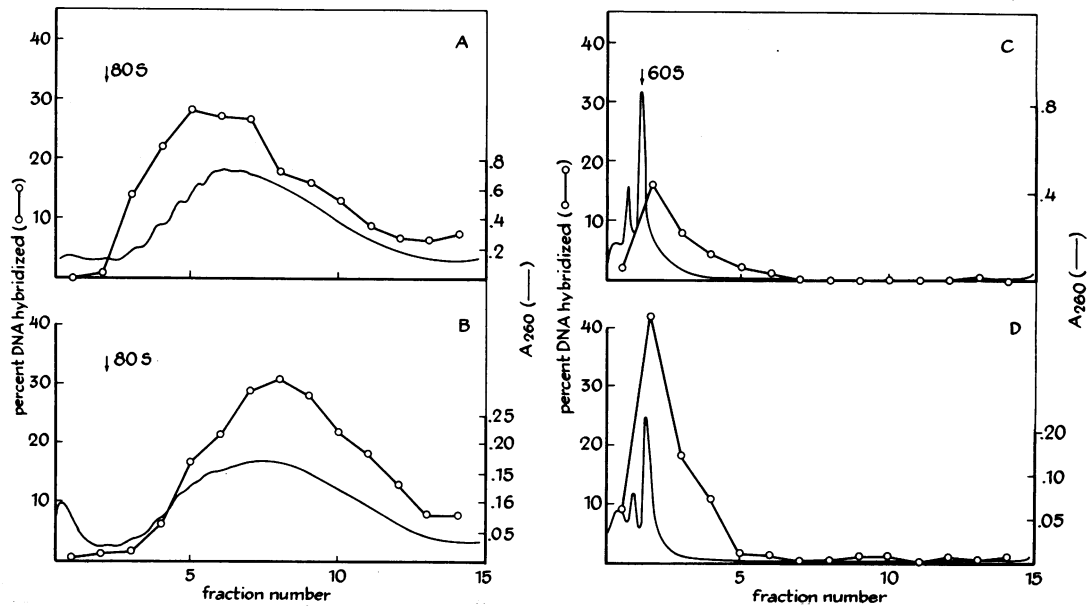 A
↓80S
40
30
20
10
.8
.6
.4
.2
percent DNA hybridized (o—o)
A260 (—)
B
↓80S
40
30
20
10
.25
.20
.15
.16
.05
5
10
15
fraction number
C
↓60S
40
30
20
10
.8
.4
percent DNA hybridized (o—o)
A260 (—)
D
40
30
20
10
.20
.10
.05
5
10
15
fraction number